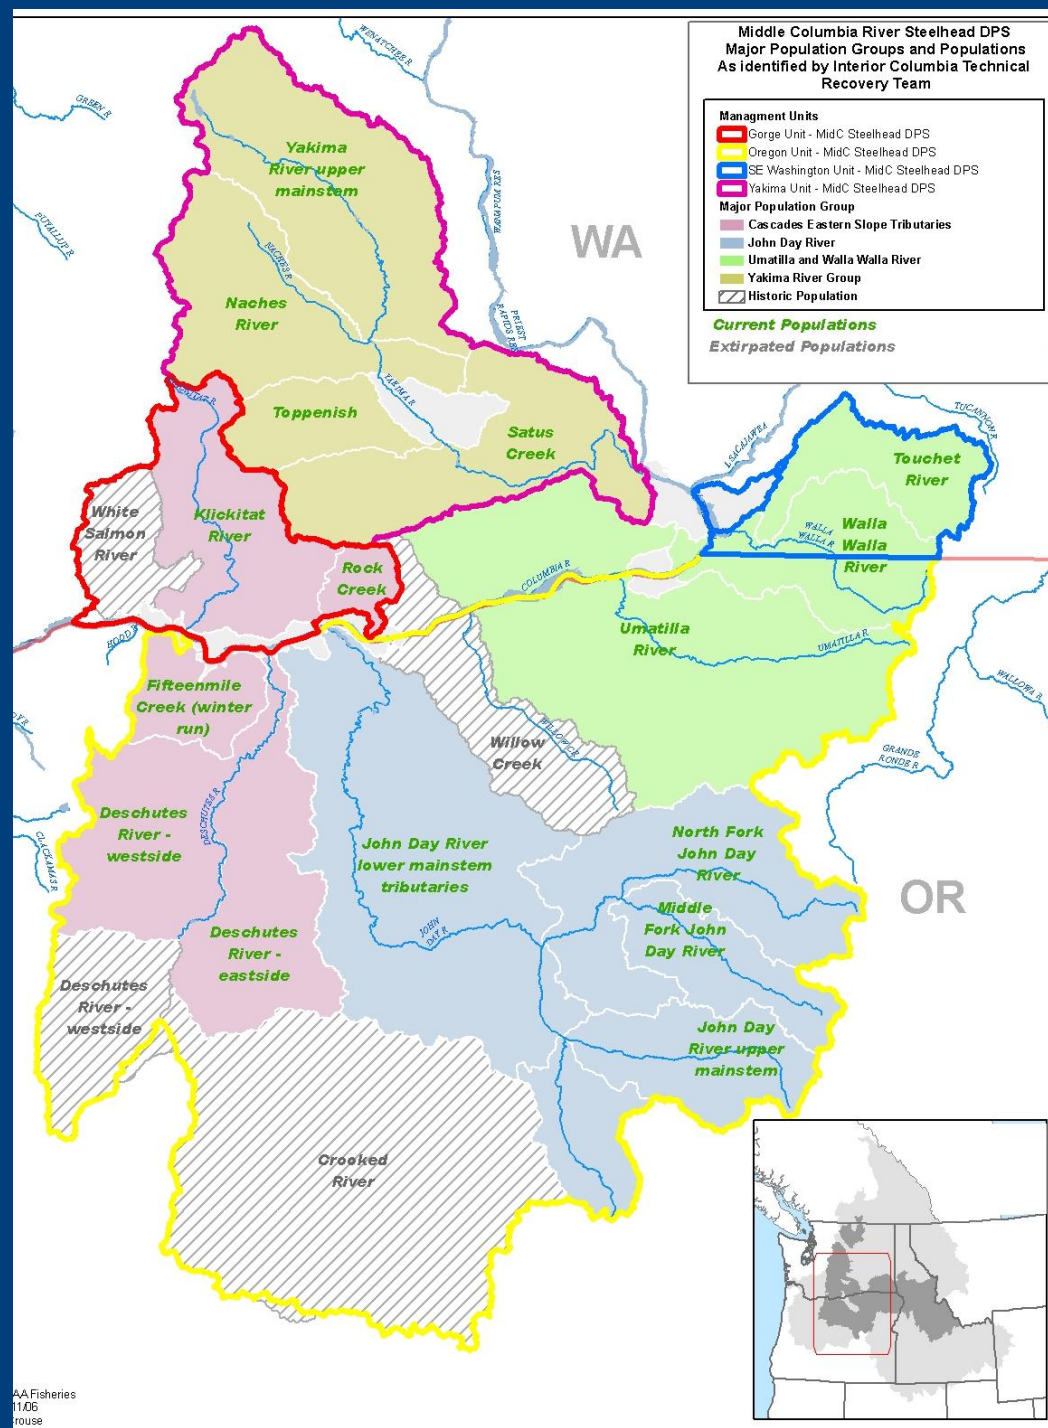 Middle Columbia River Steelhead DPS
Major Population Groups and Populations
As identified by Interior Columbia Technical
Recovery Team
Managment Units
Gorge Unit - MidC Steelhead DPS
Oregon Unit - MidC Steelhead DPS
SE Washington Unit - MidC Steelhead DPS
Yakima Unit - MidC Steelhead DPS
Major Population Group
Cascades Eastern Slope Tributaries
John Day River
Umatilla and Walla Walla River
Yakima River Group
Historic Population
Current Populations
Extirpated Populations
WENATCHEE R
GREEN R
PUYALLUP R
Yakima
River upper
mainstem
WANAPUM RES
WA
NACHES R
Naches
River
PRIEST
RAPIDS RES
YAKIMA R
Toppenish
Satus
Creek
L SACAJAWEA
TUCANNON R
Touchet
River
White
Salmon
River
Klickitat
River
Walla
Walla
River
WALLA
WALLA R
Rock
Creek
COLUMBIA R
HOOD R
Umatilla
River
UMATILLA R
WALLOWA R
Fifteenmile
Creek (winter
run)
Willow
Creek
WILLOW CR
GRANDE
RONDE R
DESCHUTES R
Deschutes
River -
westside
CLACKAMAS R
John Day River
lower mainstem
tributaries
North Fork
John Day
River
OR
Middle
Fork John
Day River
JOHN
DAY R
Deschutes
River -
eastside
Deschutes
River -
westside
John Day
River upper
mainstem
Crooked
River
AA Fisheries
11/06
rouse